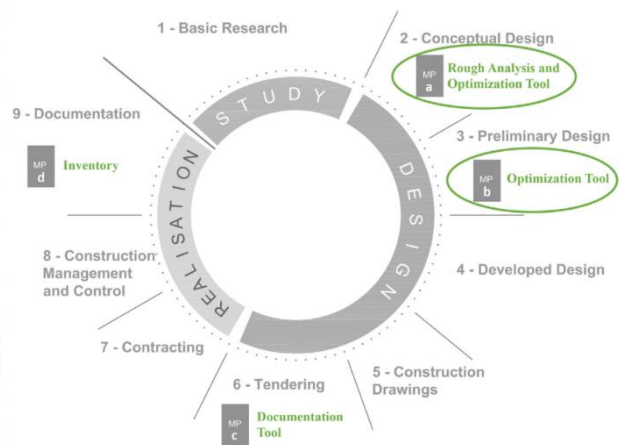 1 - Basic Research
2 - Conceptual Design
MP
a
Rough Analysis and
Optimization Tool
3 - Preliminary Design
MP
b
Optimization Tool
4 - Developed Design
5 - Construction
Drawings
6 - Tendering
MP
c
Documentation
Tool
7 - Contracting
8 - Construction
Management
and Control
9 - Documentation
MP
d
Inventory
STUDY
DESIGN
REALISATION